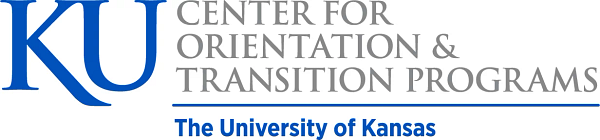 KU CENTER FOR
ORIENTATION &
TRANSITION PROGRAMS
The University of Kansas